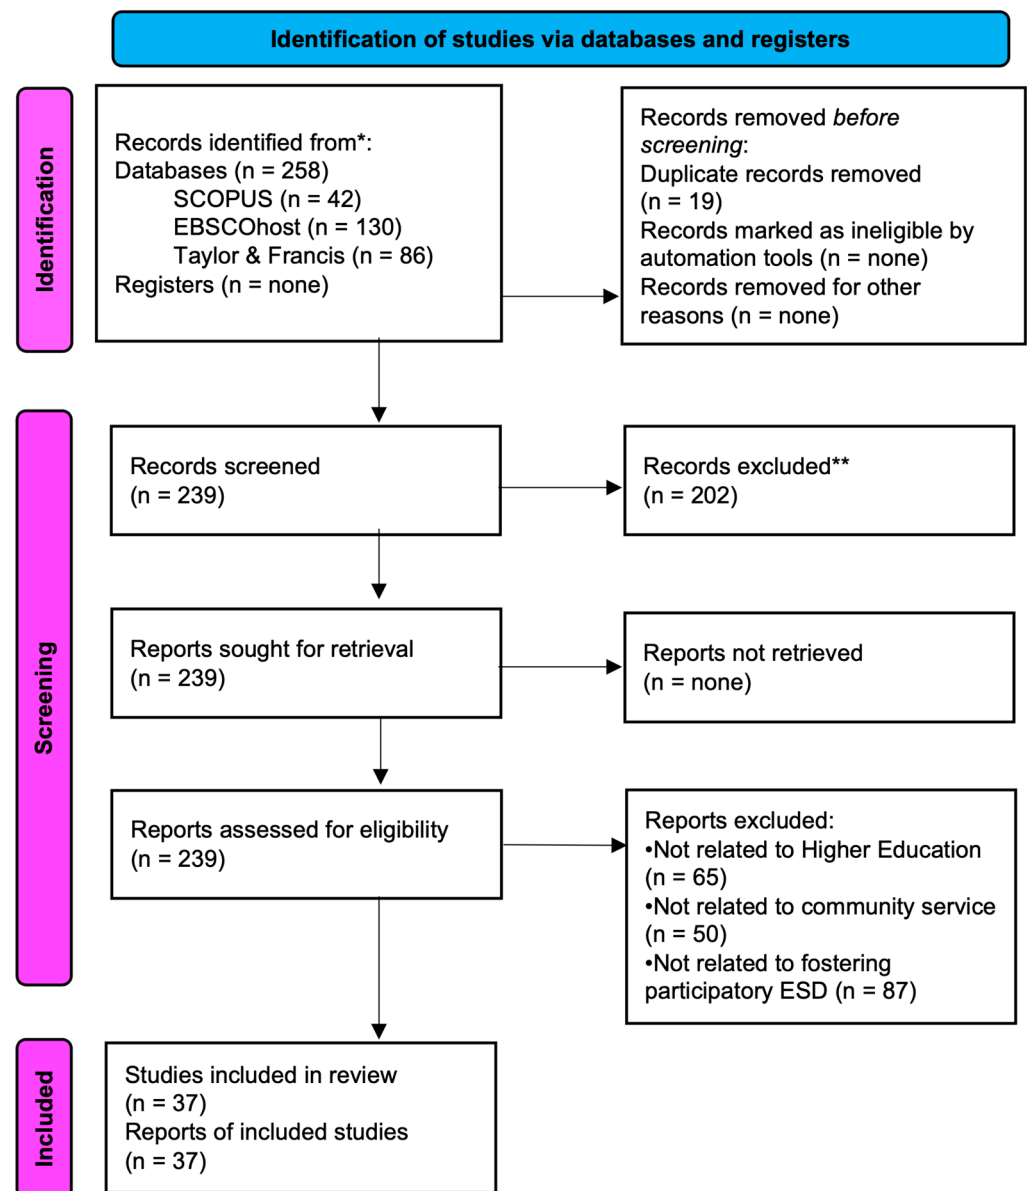 Identification of studies via databases and registers
Identification
Records identified from*:
Databases (n = 258)
SCOPUS (n = 42)
EBSCOhost (n = 130)
Taylor & Francis (n = 86)
Registers (n = none)
Records removed before
screening:
Duplicate records removed
(n = 19)
Records marked as ineligible by
automation tools (n = none)
Records removed for other
reasons (n = none)
Screening
Records screened
(n = 239)
Records excluded**
(n = 202)
Reports sought for retrieval
(n = 239)
Reports not retrieved
(n = none)
Reports assessed for eligibility
(n = 239)
Reports excluded:
•Not related to Higher Education
(n = 65)
•Not related to community service
(n = 50)
•Not related to fostering
participatory ESD (n = 87)
Included
Studies included in review
(n = 37)
Reports of included studies
(n = 37)